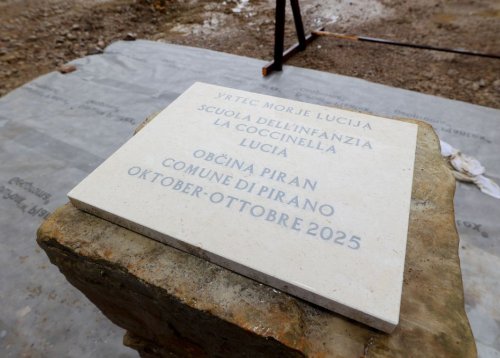 VRTEC MORJE LUCIJA
SCUOLA DELL'INFANZIA
LA COCCINELLA
LUCIA
OBČINA PIRAN
COMUNE DI PIRANO
OKTOBER-OTTOBRE 2025